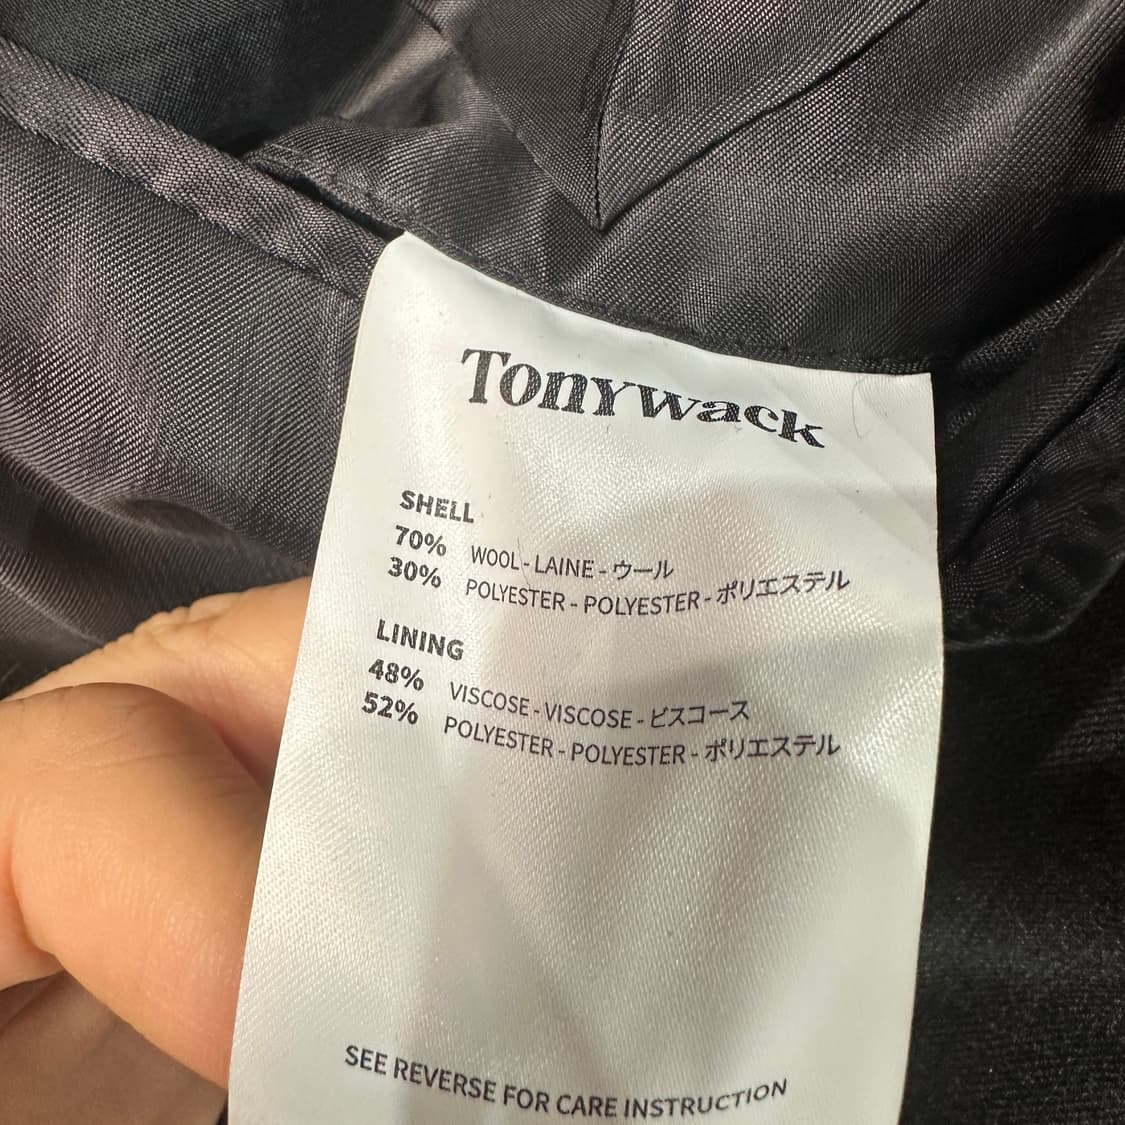 Tonywack
SHELL
70% WOOL - LAINE - ウール
30% POLYESTER - POLYESTER - ポリエステル
LINING
48% VISCOSE - VISCOSE - ビスコース
52% POLYESTER - POLYESTER - ポリエステル
SEE REVERSE FOR CARE INSTRUCTION